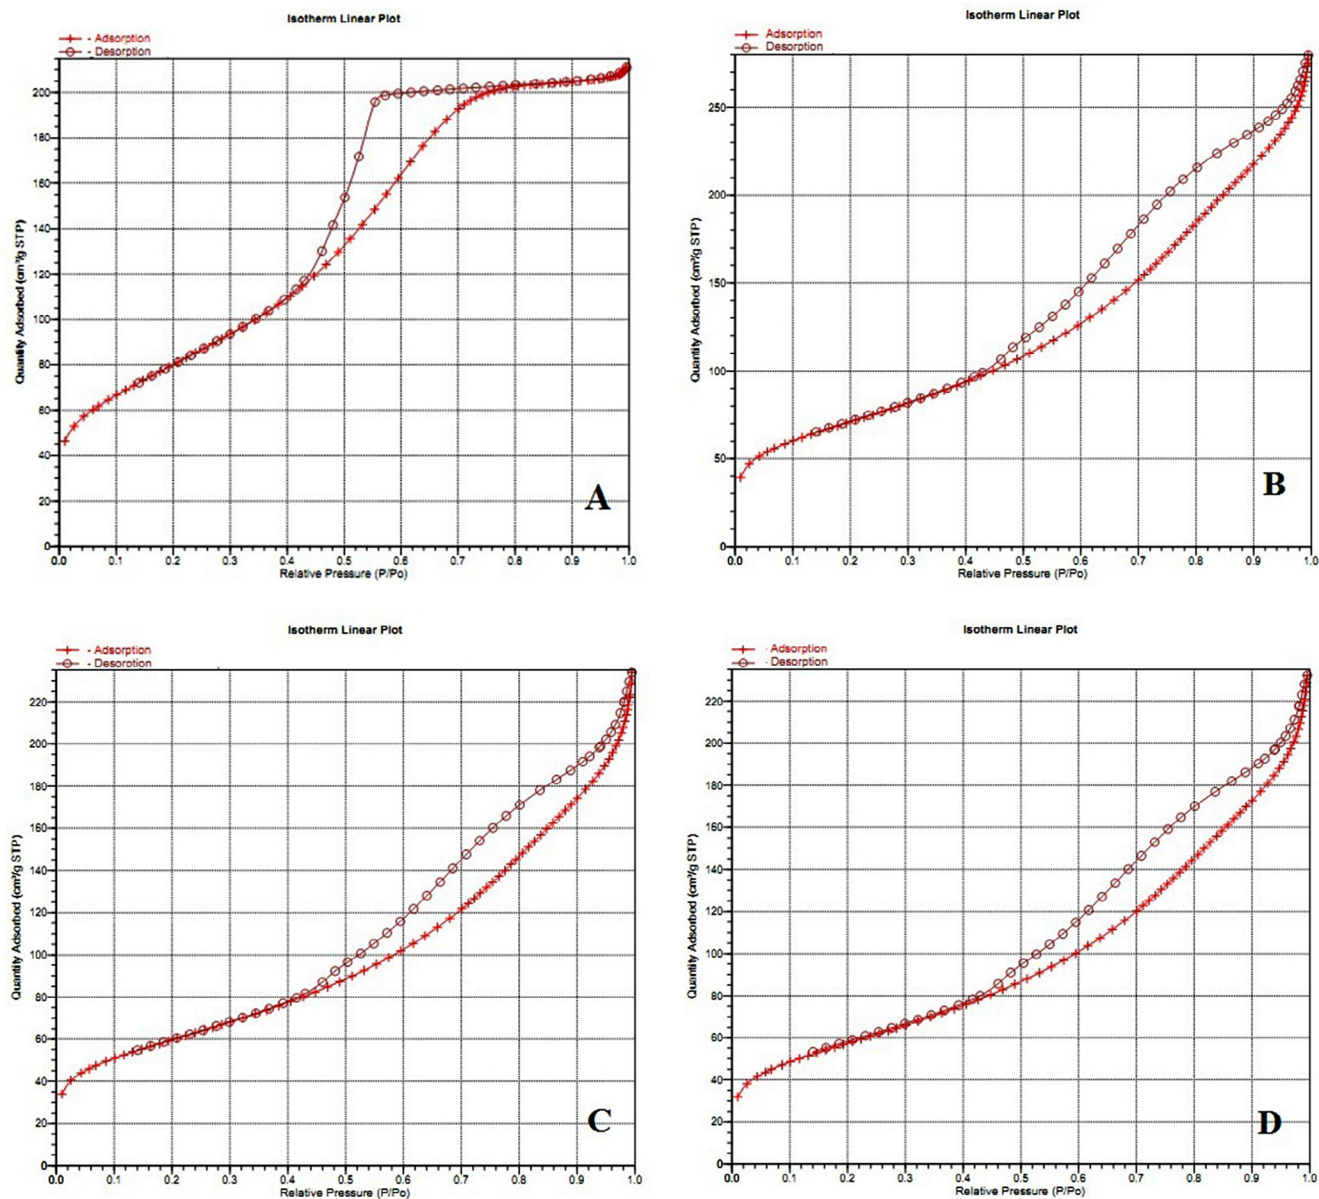 Isotherm Linear Plot
- Adsorption
- Desorption
Quantity Adsorbed (cm³/g STP)
200
180
160
140
120
100
80
60
40
20
0
0.0 0.1 0.2 0.3 0.4 0.5 0.6 0.7 0.8 0.9 1.0
Relative Pressure (P/Po)
A
Isotherm Linear Plot
Adsorption
Desorption
Quantity Adsorbed (cm³/g STP)
250
200
150
100
50
0
0.0 0.1 0.2 0.3 0.4 0.5 0.6 0.7 0.8 0.9 1.0
Relative Pressure (P/Po)
B
Isotherm Linear Plot
- Adsorption
- Desorption
Quantity Adsorbed (cm³/g STP)
220
200
180
160
140
120
100
80
60
40
20
0
0.0 0.1 0.2 0.3 0.4 0.5 0.6 0.7 0.8 0.9 1.0
Relative Pressure (P/Po)
C
Isotherm Linear Plot
- Adsorption
- Desorption
Quantity Adsorbed (cm³/g STP)
220
200
180
160
140
120
100
80
60
40
20
0
0.0 0.1 0.2 0.3 0.4 0.5 0.6 0.7 0.8 0.9 1.0
Relative Pressure (P/Po)
D